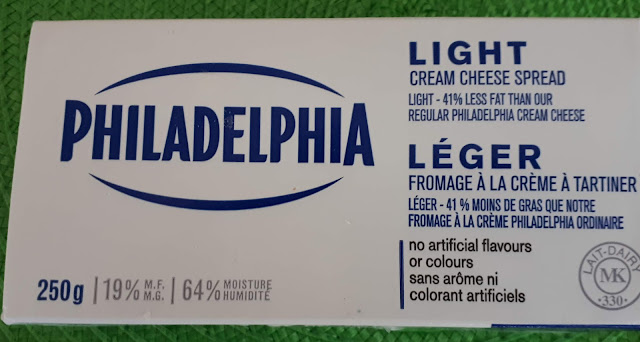 PHILADELPHIA
LIGHT
CREAM CHEESE SPREAD
LIGHT - 41% LESS FAT THAN OUR
REGULAR PHILADELPHIA CREAM CHEESE
LÉGER
FROMAGE À LA CRÈME À TARTINER
LÉGER - 41 % MOINS DE GRAS QUE NOTRE
FROMAGE À LA CRÈME PHILADELPHIA ORDINAIRE
no artificial flavours
or colours
sans arôme ni
colorant artificiels
LAIT-DAIRY
MK
·330·
250g | 19% M.F. M.G. | 64% MOISTURE HUMIDITÉ